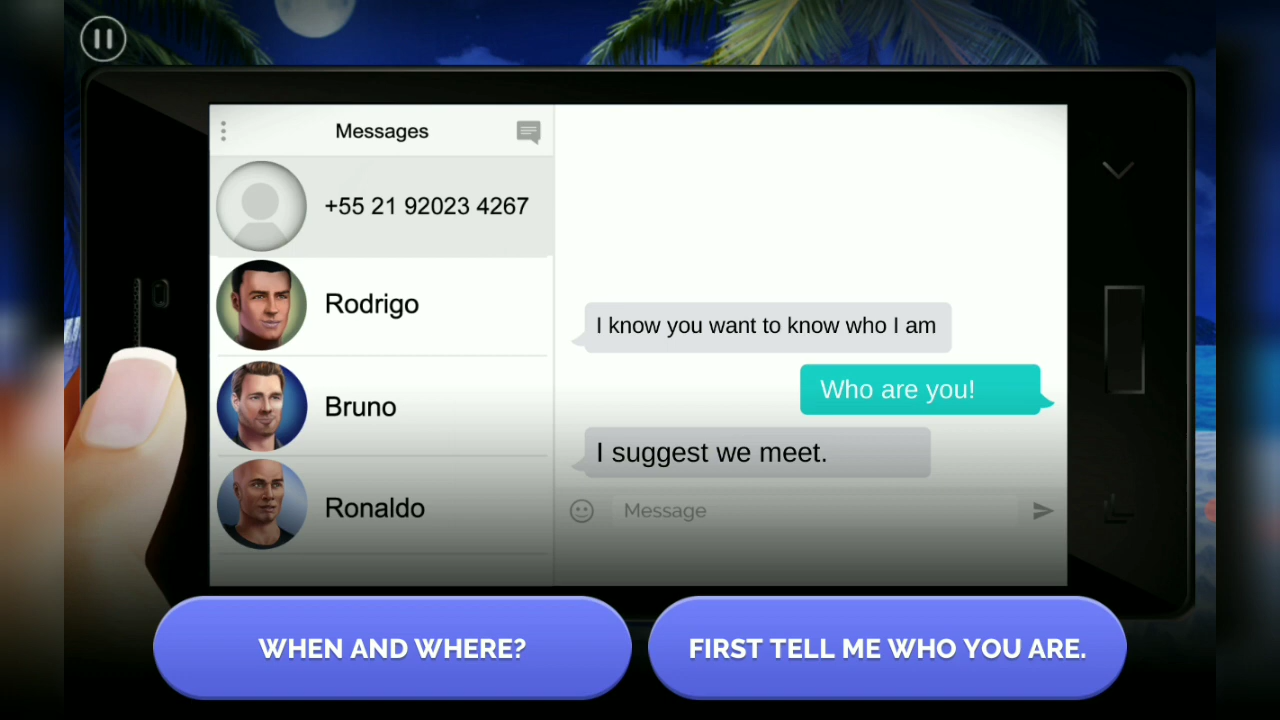 Messages
+55 21 92023 4267
Rodrigo
Bruno
Ronaldo
I know you want to know who I am
Who are you!
I suggest we meet.
Message
WHEN AND WHERE?
FIRST TELL ME WHO YOU ARE.